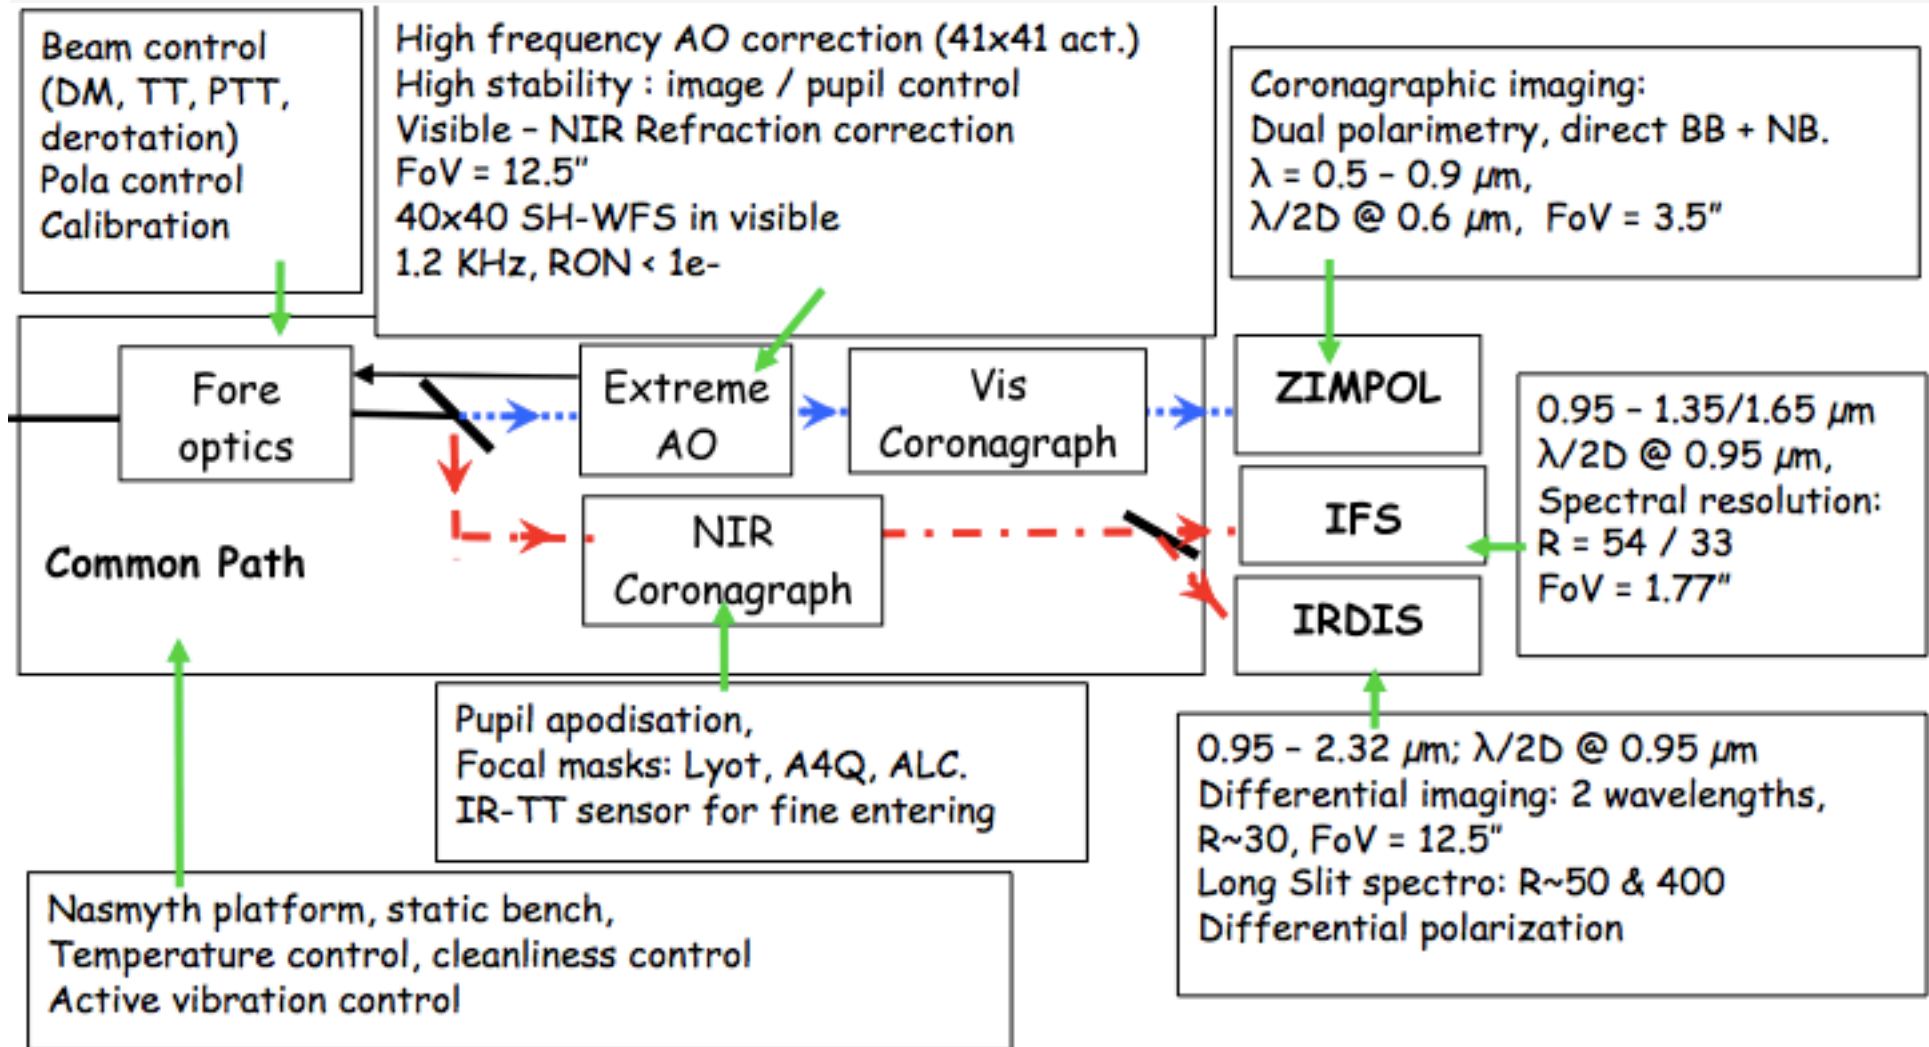 Beam control
(DM, TT, PTT,
derotation)
Pola control
Calibration
High frequency AO correction (41x41 act.)
High stability : image / pupil control
Visible – NIR Refraction correction
FoV = 12.5”
40x40 SH-WFS in visible
1.2 KHz, RON < 1e-
Coronagraphic imaging:
Dual polarimetry, direct BB + NB.
λ = 0.5 – 0.9 µm,
λ/2D @ 0.6 µm, FoV = 3.5”
Fore
optics
Extreme
AO
Vis
Coronagraph
ZIMPOL
0.95 – 1.35/1.65 µm
λ/2D @ 0.95 µm,
Spectral resolution:
R = 54 / 33
FoV = 1.77”
Common Path
NIR
Coronagraph
IFS
IRDIS
Pupil apodisation,
Focal masks: Lyot, A4Q, ALC.
IR-TT sensor for fine entering
0.95 – 2.32 µm; λ/2D @ 0.95 µm
Differential imaging: 2 wavelengths,
R~30, FoV = 12.5”
Long Slit spectro: R~50 & 400
Differential polarization
Nasmyth platform, static bench,
Temperature control, cleanliness control
Active vibration control